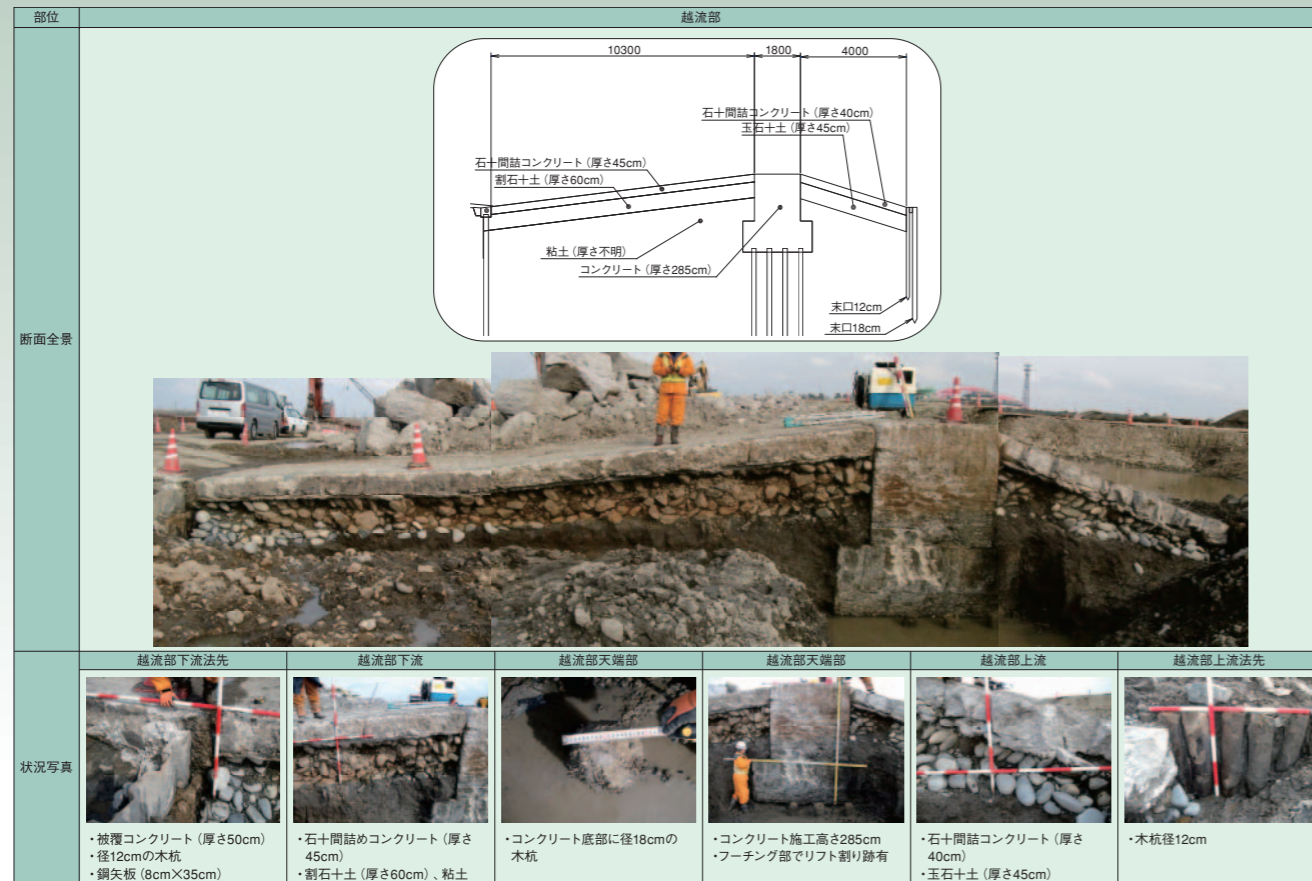 部位
越流部
断面全景
10300
1800
4000
石十間詰コンクリート（厚さ40cm）
玉石十土（厚さ45cm）
石十間詰コンクリート（厚さ45cm）
割石十土（厚さ60cm）
粘土（厚さ不明）
コンクリート（厚さ285cm）
末口12cm
末口18cm
状況写真
越流部下流法先
・被覆コンクリート（厚さ50cm）
・径12cmの木杭
・鋼矢板（8cm×35cm）
越流部下流
・石十間詰めコンクリート（厚さ
45cm）
・割石十土（厚さ60cm）、粘土
越流部天端部
・コンクリート底部に径18cmの
木杭
越流部天端部
・コンクリート施工高さ285cm
・フーチング部でリフト割り跡有
越流部上流
・石十間詰コンクリート（厚さ
40cm）
・玉石十土（厚さ45cm）
越流部上流法先
・木杭径12cm